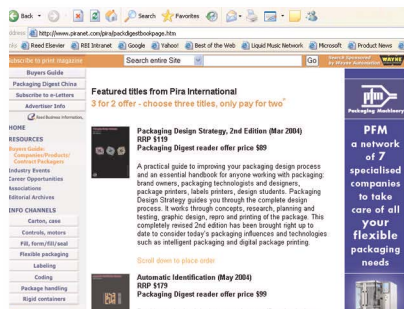 Back
Search
Favorites
Address
http://www.piranet.com/pira/packdigestbookpage.htm
Reed Elsevier
RBI Intranet
Google
Yahoo!
Best of the Web
Liquid Music Network
Microsoft
Product News
Subscribe to print magazine
Search entire Site
Go
Search Sponsored
by Wayne Automation
WAYNE
Buyers Guide
Packaging Digest China
Subscribe to e-Letters
Advertiser Info
Reed Business Information
HOME
RESOURCES
Buyers Guide:
Companies/Products/
Contract Packagers
Industry Events
Career Opportunities
Associations
Editorial Archives
INFO CHANNELS
Carton, case
Controls, motors
Fill, form/fill/seal
Flexible packaging
Labeling
Coding
Package handling
Rigid containers
Featured titles from Pira International
3 for 2 offer - choose three titles, only pay for two*
Packaging Design Strategy, 2nd Edition (Mar 2004)
RRP $119
Packaging Digest reader offer price $89
A practical guide to improving your packaging design process
and an essential handbook for anyone working with packaging:
brand owners, packaging technologists and designers,
package printers, labels printers, design students. Packaging
Design Strategy guides you through the complete design
process. It works through concepts, research, planning and
testing, graphic design, repro and printing of the package. This
completely revised 2nd edition has been brought right up to
date to consider today's packaging influences and technologies
such as intelligent packaging and digital package printing.
Scroll down to place order
Automatic Identification (May 2004)
RRP $179
Packaging Digest reader offer price $99
pfm
Packaging Machinery
PFM
a network
of 7
specialised
companies
to take
care of all
your
flexible
packaging
needs